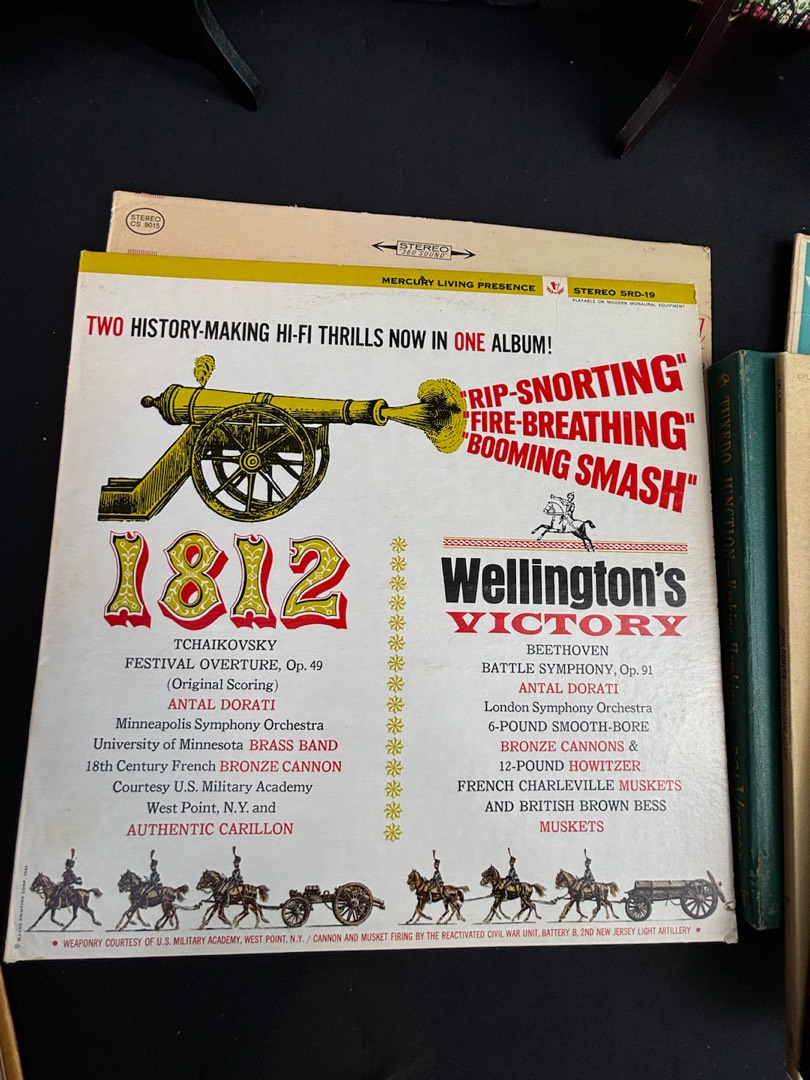 STEREO
CS 9015
STEREO
360 SOUND
MERCURY LIVING PRESENCE
STEREO SRD-19
PLAYABLE ON MODERN MONAURAL EQUIPMENT
TWO HISTORY-MAKING HI-FI THRILLS NOW IN ONE ALBUM!
"RIP-SNORTING"
"FIRE-BREATHING"
"BOOMING SMASH"
1812
TCHAIKOVSKY
FESTIVAL OVERTURE, Op. 49
(Original Scoring)
ANTAL DORATI
Minneapolis Symphony Orchestra
University of Minnesota BRASS BAND
18th Century French BRONZE CANNON
Courtesy U.S. Military Academy
West Point, N.Y. and
AUTHENTIC CARILLON
Wellington's
VICTORY
BEETHOVEN
BATTLE SYMPHONY, Op. 91
ANTAL DORATI
London Symphony Orchestra
6-POUND SMOOTH-BORE
BRONZE CANNONS &
12-POUND HOWITZER
FRENCH CHARLEVILLE MUSKETS
AND BRITISH BROWN BESS
MUSKETS
• WEAPONRY COURTESY OF U.S. MILITARY ACADEMY, WEST POINT, N.Y. / CANNON AND MUSKET FIRING BY THE REACTIVATED CIVIL WAR UNIT, BATTERY B, 2ND NEW JERSEY LIGHT ARTILLERY •
TUXEDO JUNCTION